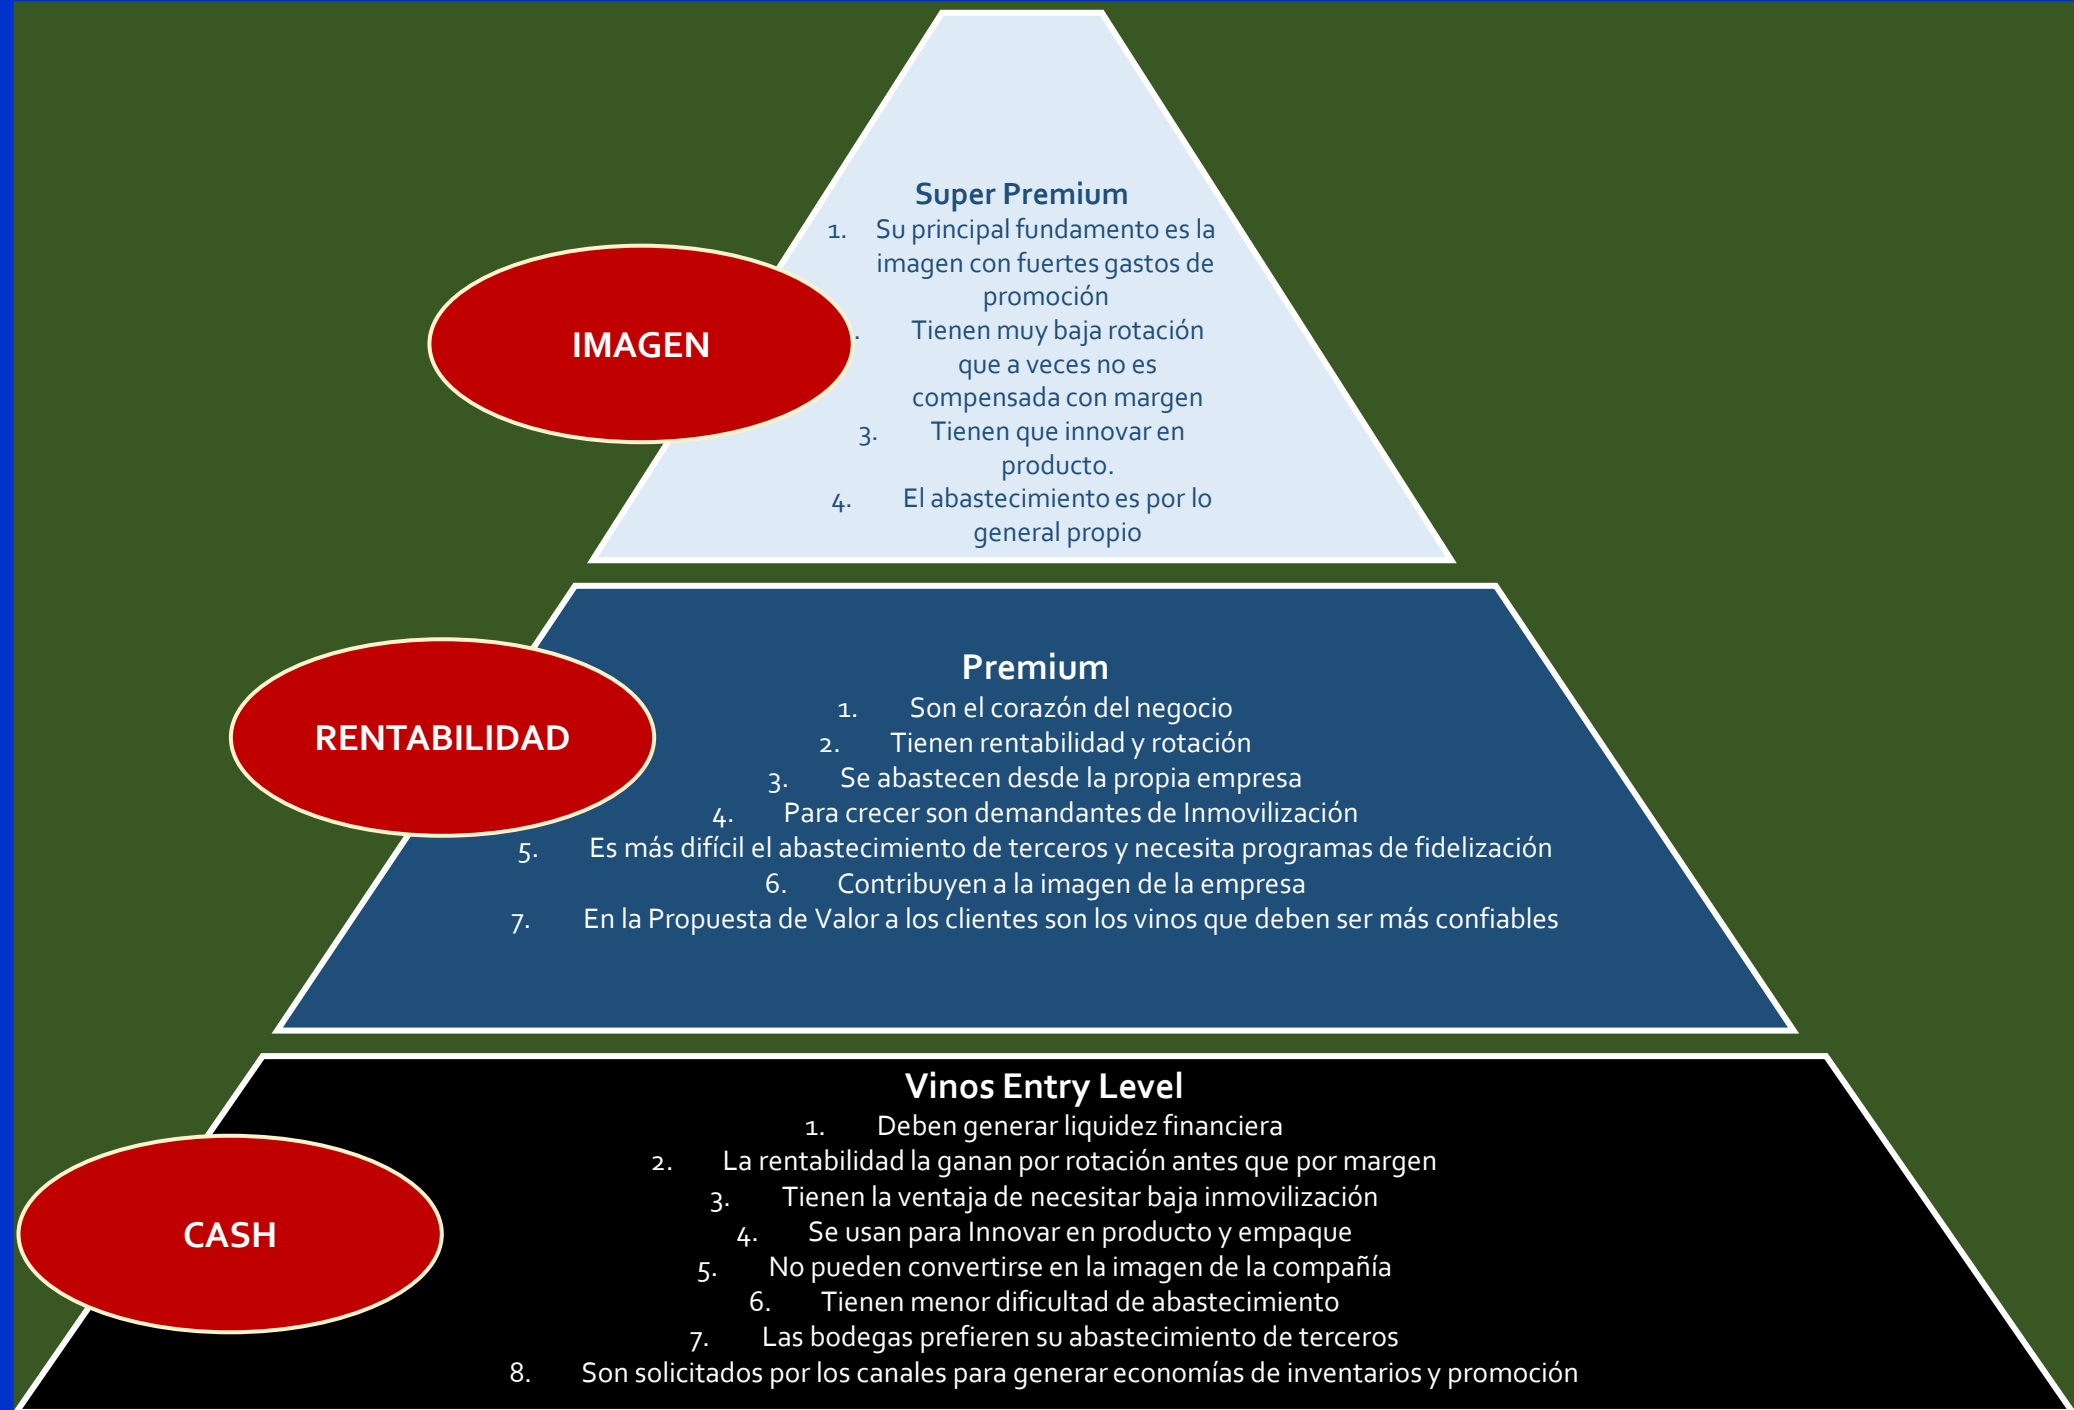 Super Premium
1. Su principal fundamento es la
imagen con fuertes gastos de
promoción
. Tienen muy baja rotación
que a veces no es
compensada con margen
3. Tienen que innovar en
producto.
4. El abastecimiento es por lo
general propio
IMAGEN
Premium
1. Son el corazón del negocio
2. Tienen rentabilidad y rotación
3. Se abastecen desde la propia empresa
4. Para crecer son demandantes de Inmovilización
5. Es más difícil el abastecimiento de terceros y necesita programas de fidelización
6. Contribuyen a la imagen de la empresa
7. En la Propuesta de Valor a los clientes son los vinos que deben ser más confiables
RENTABILIDAD
Vinos Entry Level
1. Deben generar liquidez financiera
2. La rentabilidad la ganan por rotación antes que por margen
3. Tienen la ventaja de necesitar baja inmovilización
4. Se usan para Innovar en producto y empaque
5. No pueden convertirse en la imagen de la compañía
6. Tienen menor dificultad de abastecimiento
7. Las bodegas prefieren su abastecimiento de terceros
8. Son solicitados por los canales para generar economías de inventarios y promoción
CASH